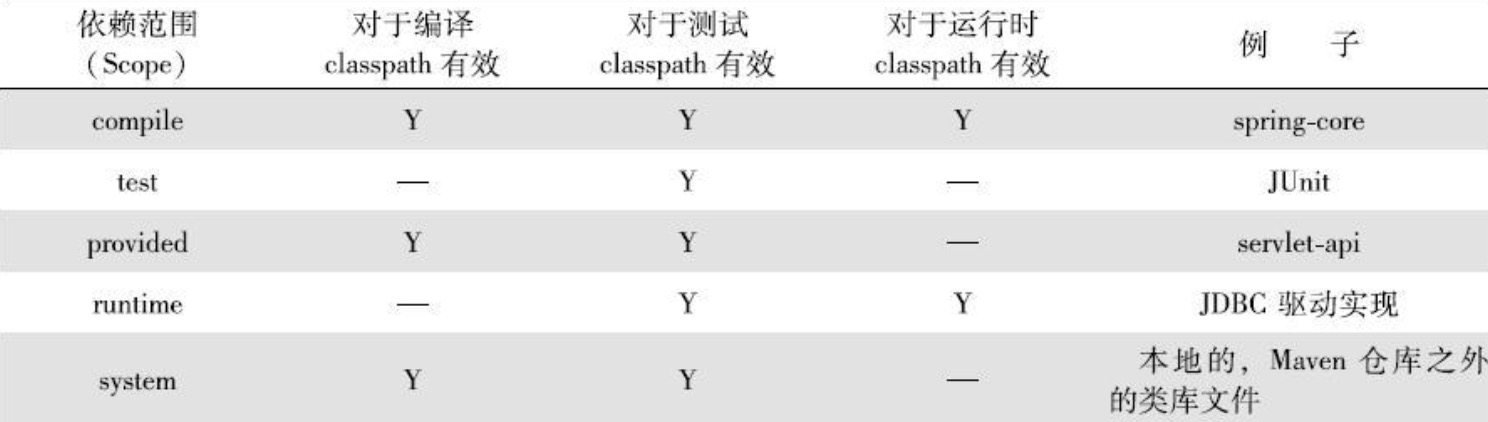 依赖范围 对于编译 对于测试 对于运行时 例 子
(Scope) classpath 有效 classpath 有效 classpath 有效
compile Y Y Y spring-core
test — Y — JUnit
provided Y Y — servlet-api
runtime — Y Y JDBC 驱动实现
system Y Y — 本地的，Maven 仓库之外
的类库文件